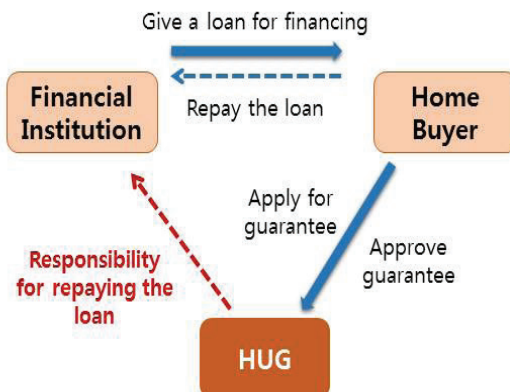 Give a loan for financing
Financial
Institution
Repay the loan
Home
Buyer
Apply for
guarantee
Approve
guarantee
Responsibility
for repaying the
loan
HUG